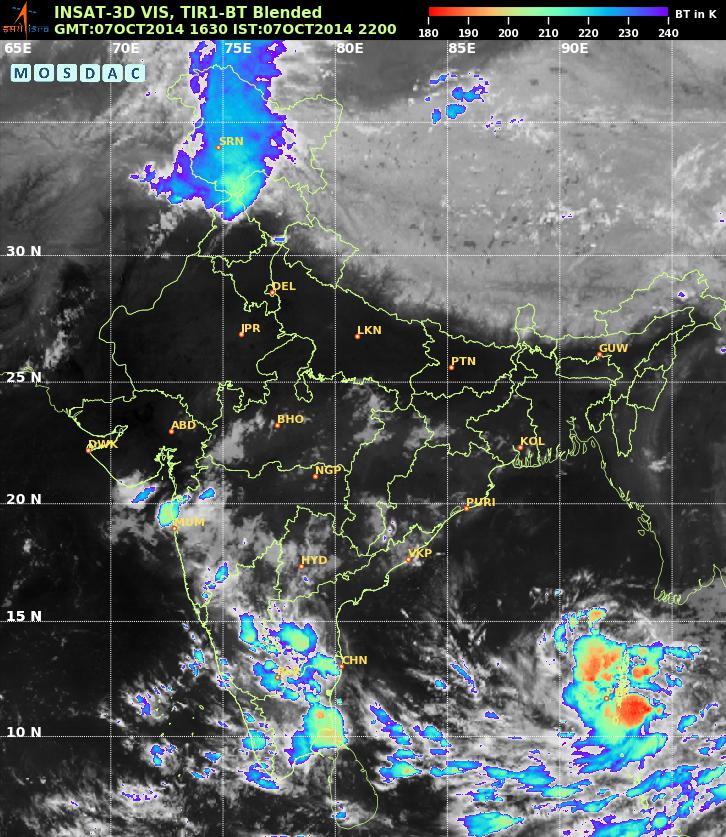 INSAT-3D VIS, TIR1-BT Blended
GMT:07OCT2014 1630 IST:07OCT2014 2200
BT in K
180 190 200 210 220 230 240
65E 70E 75E 80E 85E 90E
MOSDAC
SRN
30 N
DEL
JPR
LKN
GUW
PTN
25 N
BHO
ABD
DWK
KOL
NGP
20 N
PURI
MUM
VKP
HYD
15 N
CHN
10 N